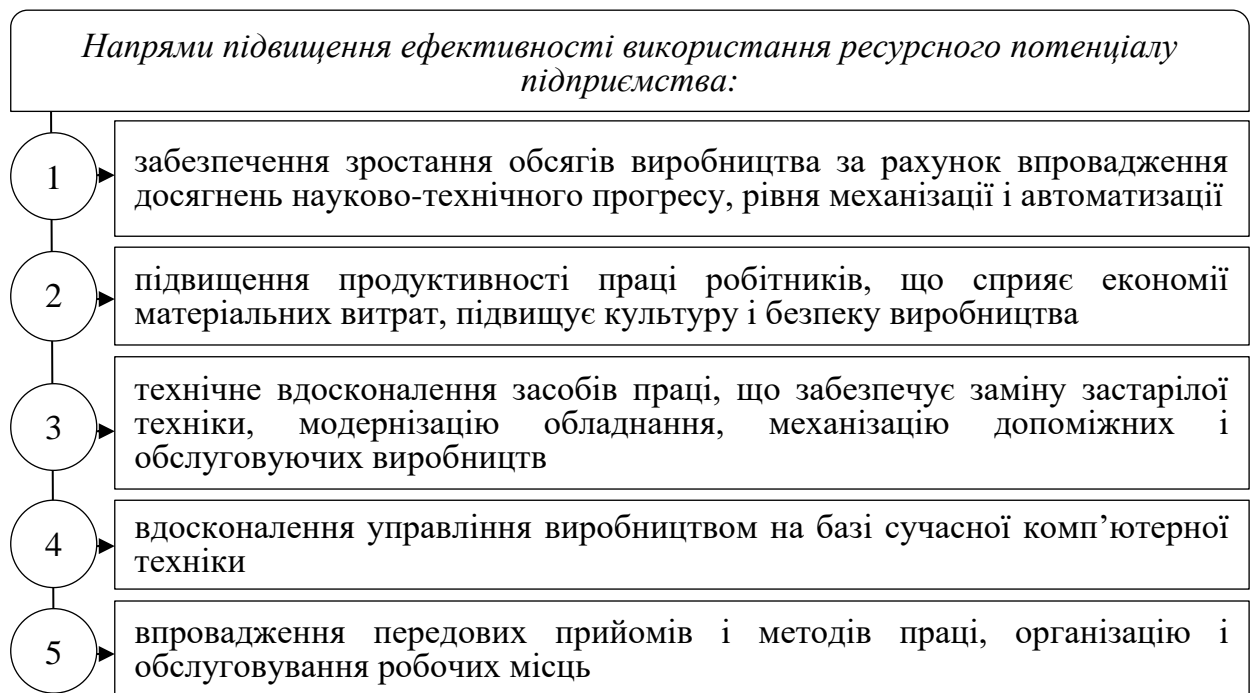 Напрями підвищення ефективності використання ресурсного потенціалу
підприємства:
1
забезпечення зростання обсягів виробництва за рахунок впровадження
досягнень науково-технічного прогресу, рівня механізації і автоматизації
2
підвищення продуктивності праці робітників, що сприяє економії
матеріальних витрат, підвищує культуру і безпеку виробництва
3
технічне вдосконалення засобів праці, що забезпечує заміну застарілої
техніки, модернізацію обладнання, механізацію допоміжних і
обслуговуючих виробництв
4
вдосконалення управління виробництвом на базі сучасної комп’ютерної
техніки
5
впровадження передових прийомів і методів праці, організацію і
обслуговування робочих місць